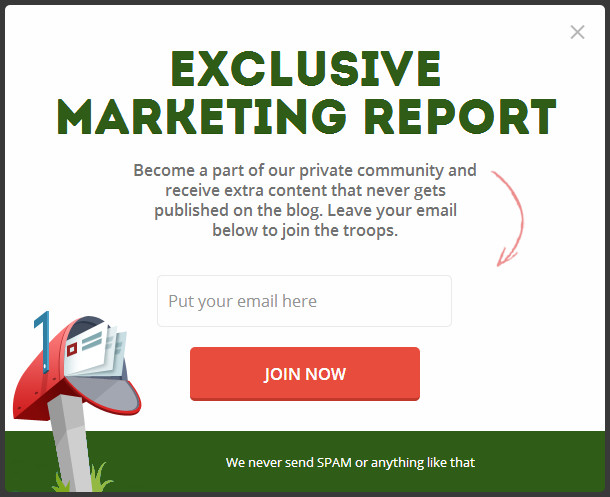 EXCLUSIVE
MARKETING REPORT
Become a part of our private community and
receive extra content that never gets
published on the blog. Leave your email
below to join the troops.
Put your email here
JOIN NOW
We never send SPAM or anything like that